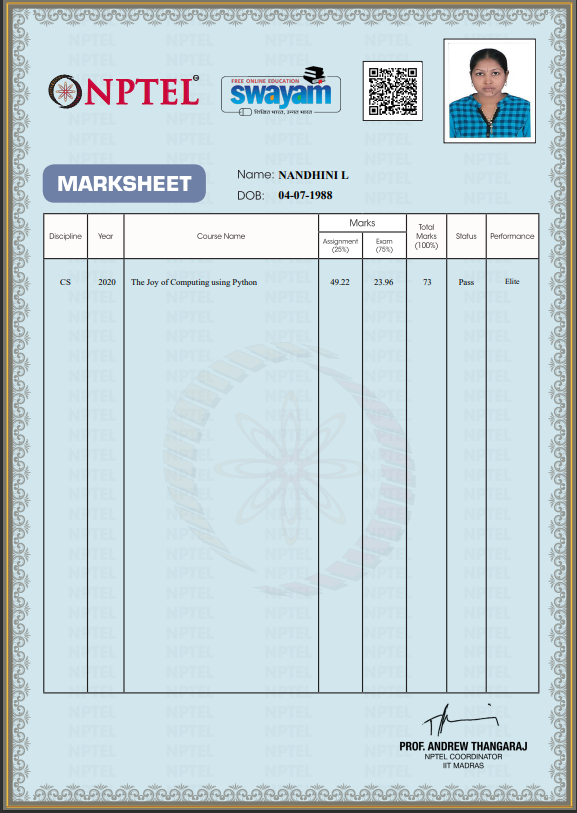 NPTEL
FREE ONLINE EDUCATION
swayam
शिक्षित भारत, उन्नत भारत
MARKSHEET
Name: NANDHINI L
DOB: 04-07-1988
Discipline Year Course Name Marks Assignment (25%) Exam (75%) Total Marks (100%) Status Performance
CS 2020 The Joy of Computing using Python 49.22 23.96 73 Pass Elite
PROF. ANDREW THANGARAJ
NPTEL COORDINATOR
IIT MADRAS